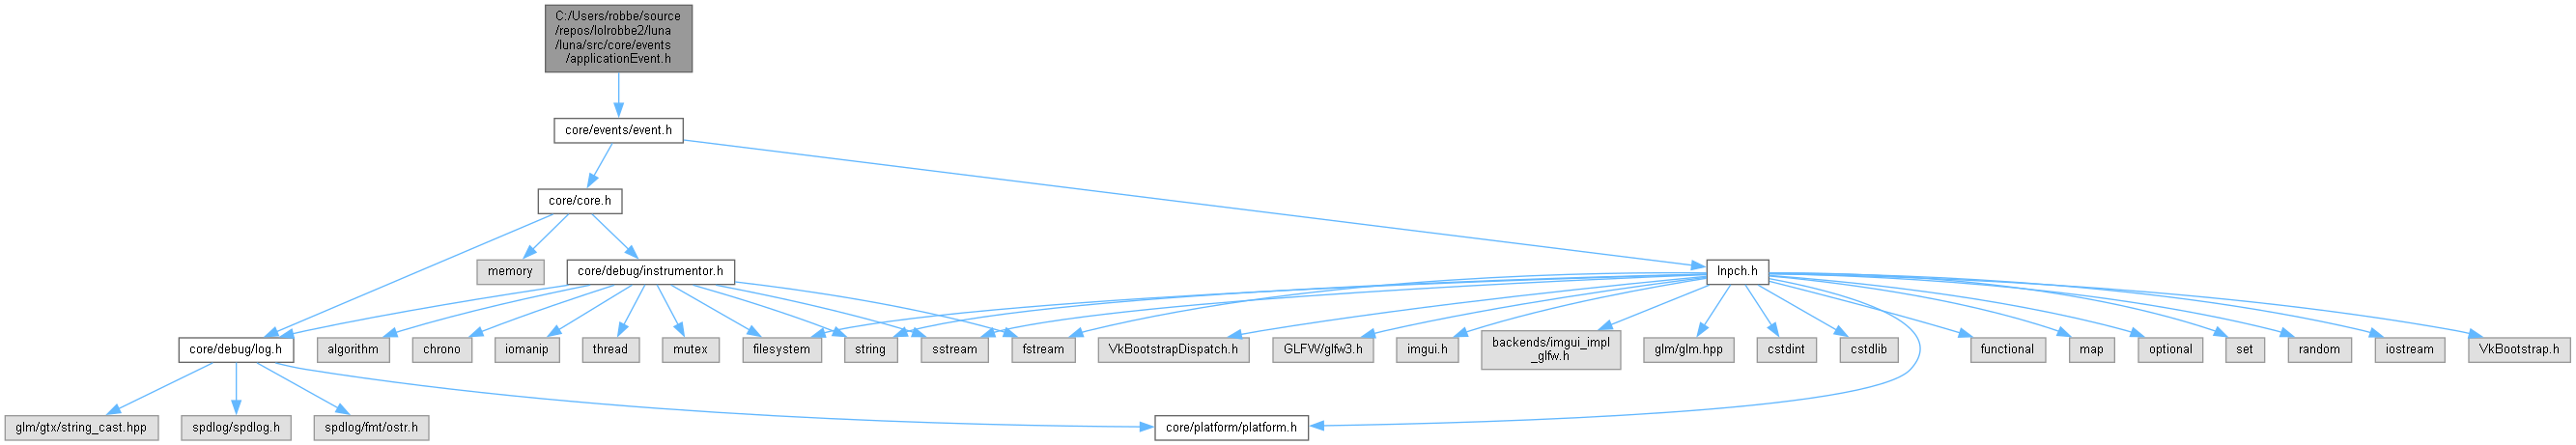 C:/Users/robbe/source
/repos/lolrobbe2/luna
/luna/src/core/events
/applicationEvent.h
core/events/event.h
core/core.h
memory
core/debug/instrumentor.h
lnpch.h
core/debug/log.h
algorithm
chrono
iomanip
thread
mutex
filesystem
string
sstream
fstream
VkBootstrapDispatch.h
GLFW/glfw3.h
imgui.h
backends/imgui_impl
_glfw.h
glm/glm.hpp
cstdint
cstdlib
functional
map
optional
set
random
iostream
VkBootstrap.h
glm/gtx/string_cast.hpp
spdlog/spdlog.h
spdlog/fmt/ostr.h
core/platform/platform.h